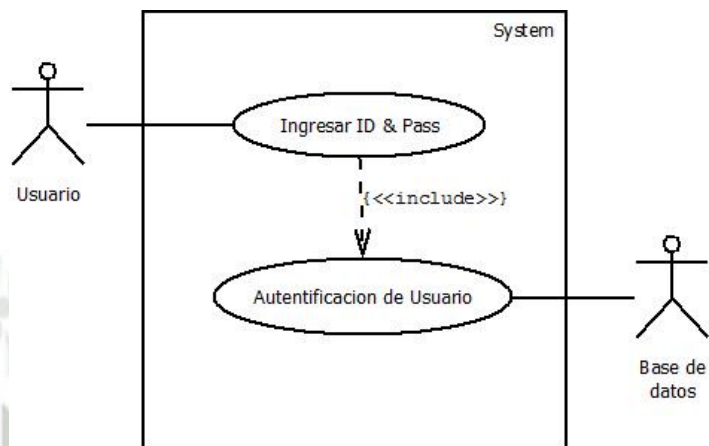 System
Ingresar ID & Pass
Usuario
{<<include>>}
Autentificacion de Usuario
Base de
datos